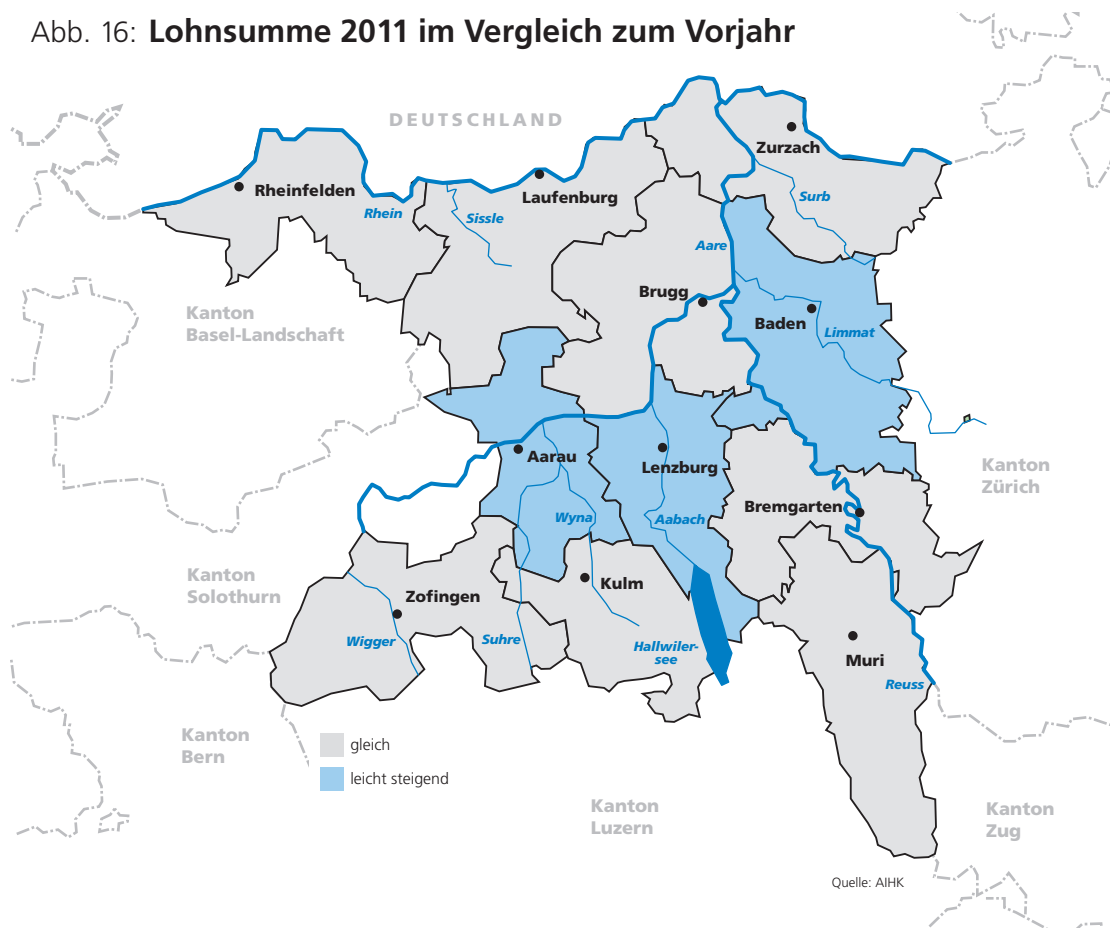 Abb. 16: Lohnsumme 2011 im Vergleich zum Vorjahr
DEUTSCHLAND
Zurzach
Rheinfelden
Laufenburg
Rhein
Sissle
Surb
Aare
Brugg
Kanton
Basel-Landschaft
Baden
Limmat
Aarau
Lenzburg
Kanton
Zürich
Bremgarten
Wyna
Aabach
Kanton
Solothurn
Kulm
Zofingen
Wigger
Suhre
Hallwiler-
see
Muri
Reuss
Kanton
Bern
gleich
leicht steigend
Kanton
Luzern
Kanton
Zug
Quelle: AIHK